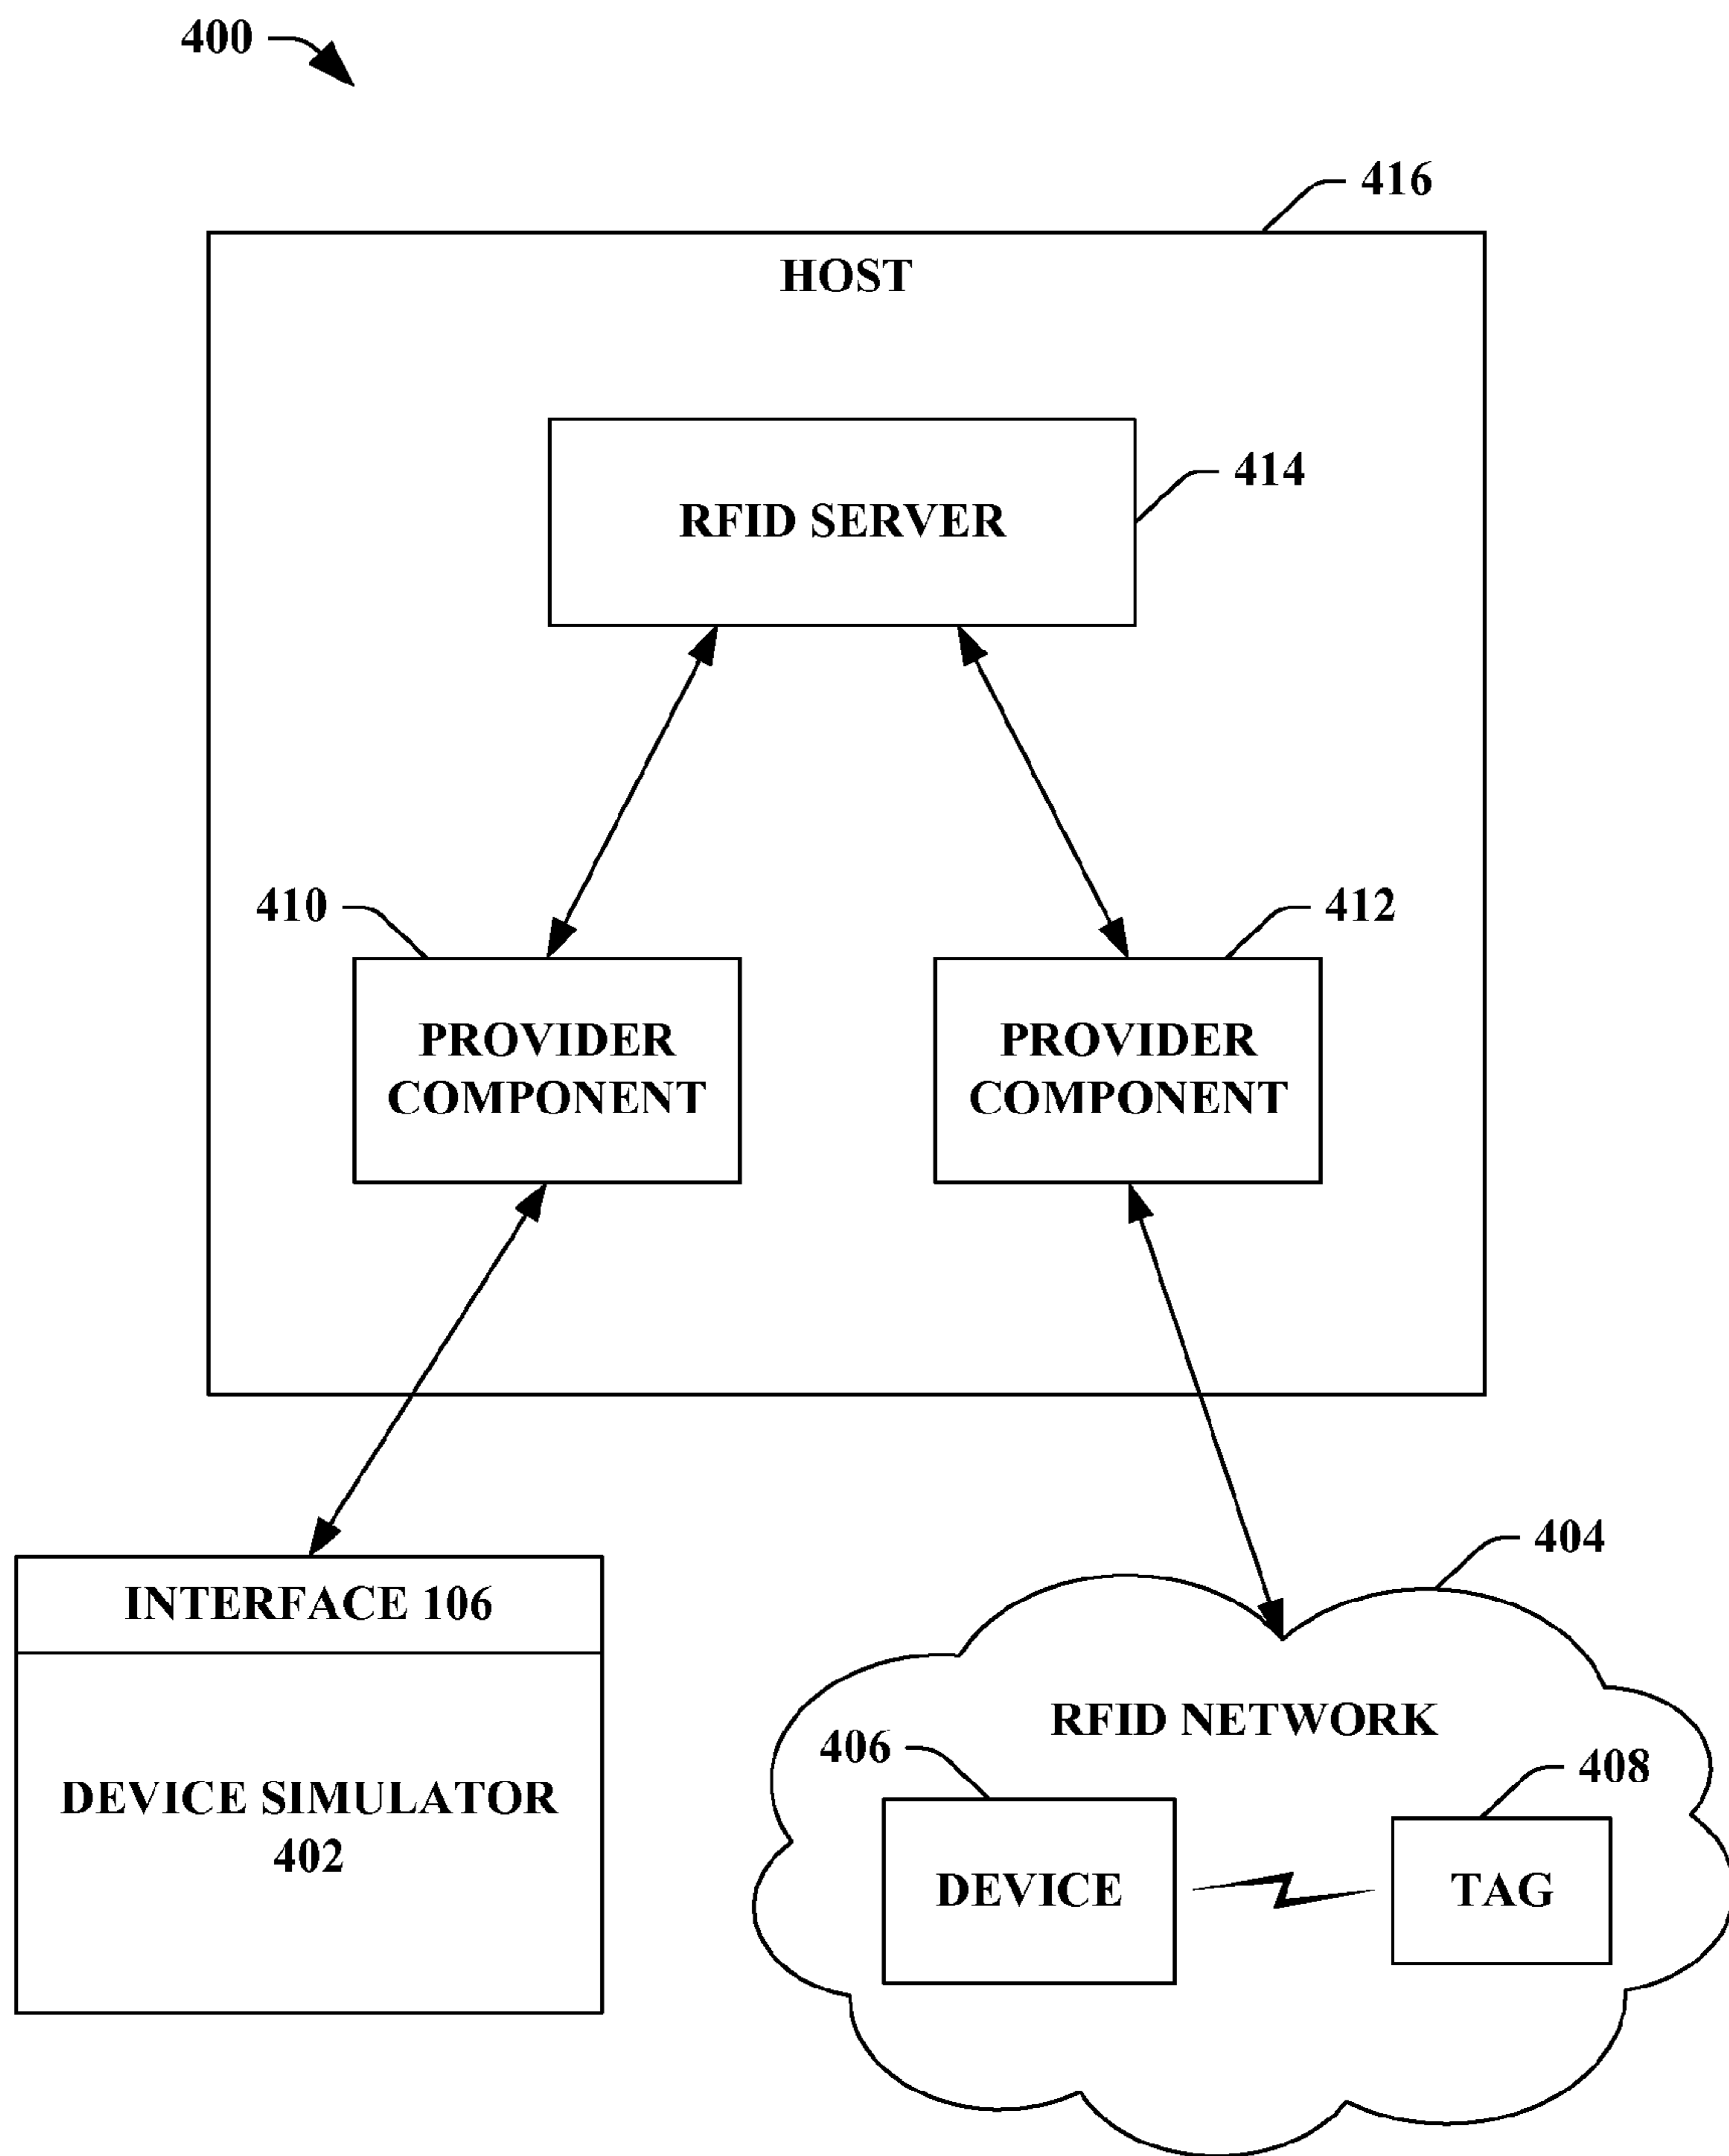 400
416
HOST
414
RFID SERVER
410
412
PROVIDER
COMPONENT
PROVIDER
COMPONENT
404
INTERFACE 106
RFID NETWORK
406
408
DEVICE SIMULATOR
402
DEVICE
TAG